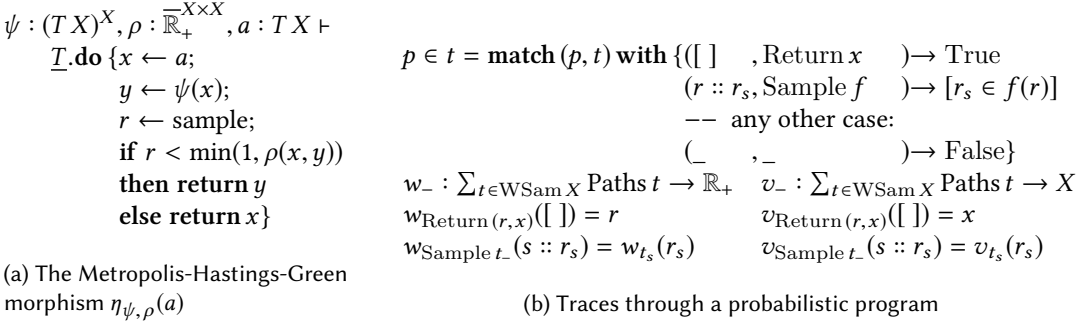 ψ : (T X)^X, ρ : ℝ̄₊^{X×X}, a : T X ⊢
T.do {x ← a;
y ← ψ(x);
r ← sample;
if r < min(1, ρ(x, y))
then return y
else return x}
(a) The Metropolis-Hastings-Green
morphism η_{ψ,ρ}(a)
p ∈ t = match (p, t) with {([ ] , Return x )→ True
(r :: r_s, Sample f )→ [r_s ∈ f(r)]
−− any other case:
(_ , _ )→ False}
w_− : ∑_{t∈WSam X} Paths t → ℝ₊ v_− : ∑_{t∈WSam X} Paths t → X
w_{Return (r,x)}([ ]) = r v_{Return (r,x)}([ ]) = x
w_{Sample t_−}(s :: r_s) = w_{t_s}(r_s) v_{Sample t_−}(s :: r_s) = v_{t_s}(r_s)
(b) Traces through a probabilistic program